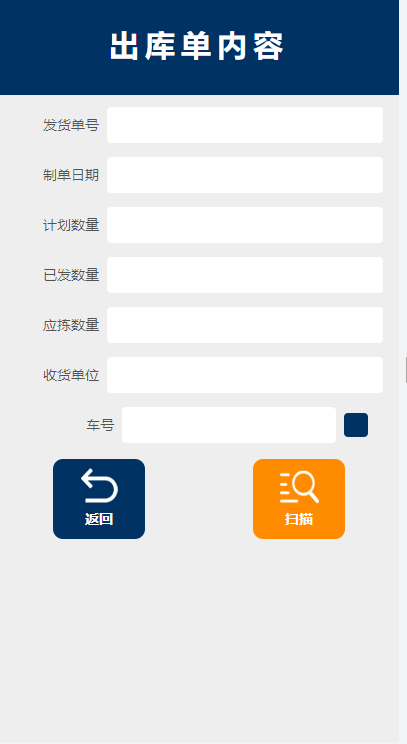 出库单内容
发货单号
制单日期
计划数量
已发数量
应拣数量
收货单位
车号
返回
扫描